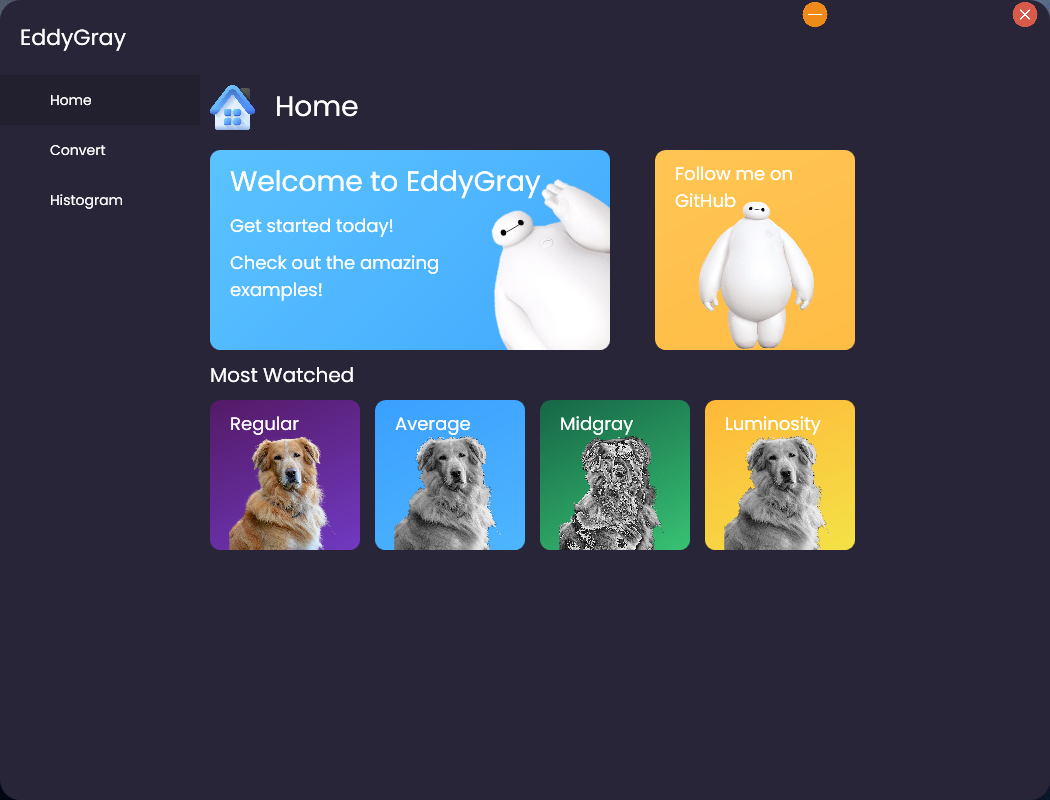 EddyGray
Home
Convert
Histogram
Home
Welcome to EddyGray
Get started today!
Check out the amazing
examples!
Follow me on
GitHub
Most Watched
Regular
Average
Midgray
Luminosity